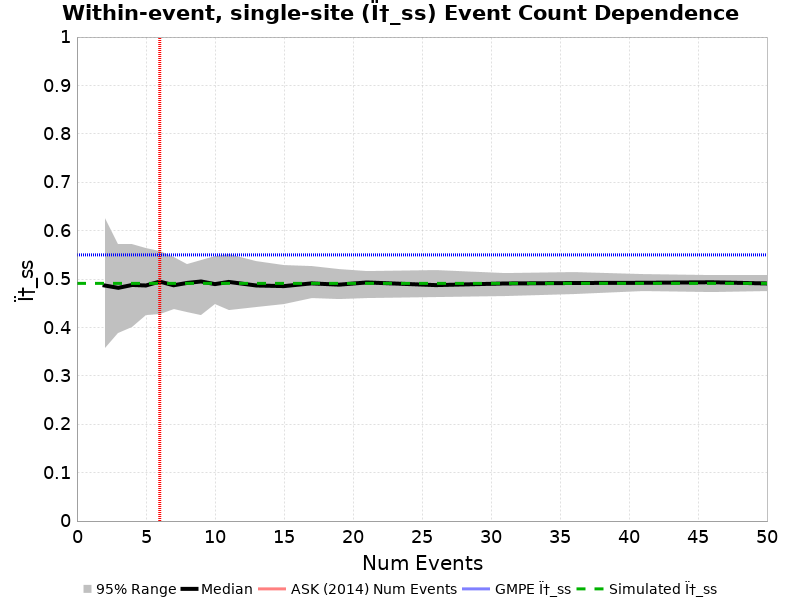 Within-event, single-site (Ï†_ss) Event Count Dependence
1
0.9
0.8
0.7
0.6
0.5
0.4
0.3
0.2
0.1
0
Ï†_ss
0 5 10 15 20 25 30 35 40 45 50
Num Events
95% Range Median ASK (2014) Num Events GMPE Ï†_ss Simulated Ï†_ss